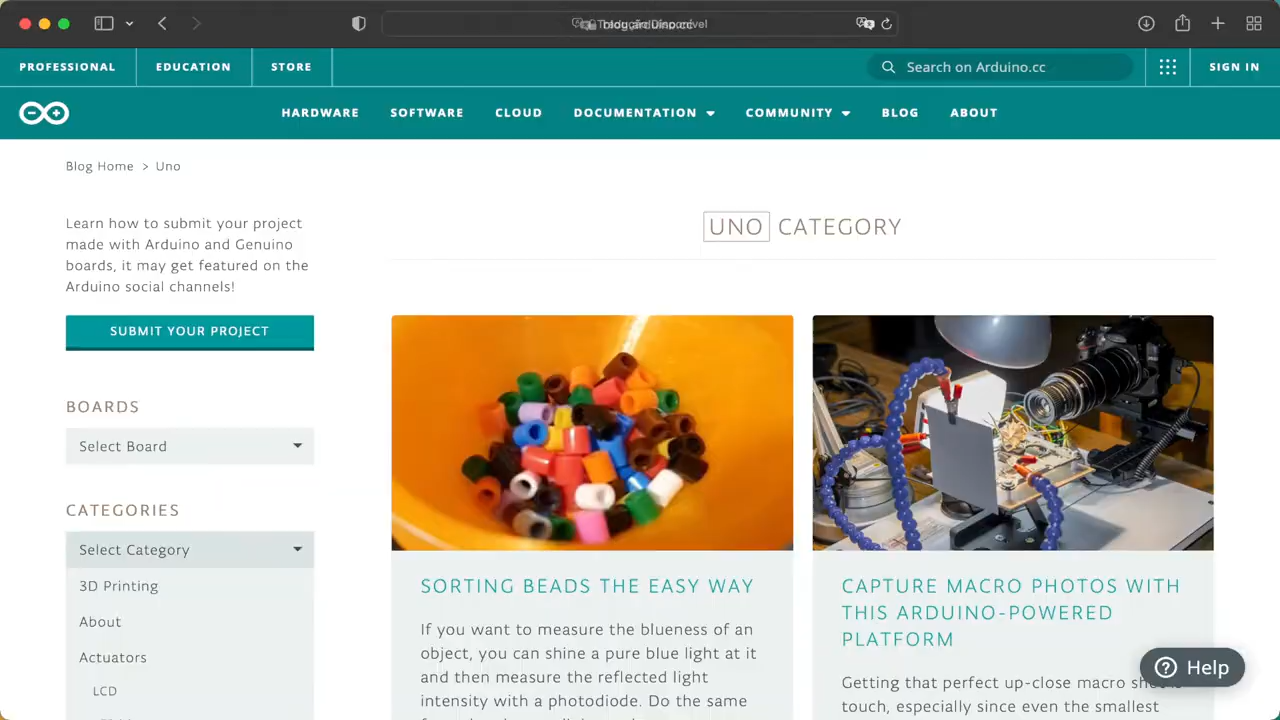 blog.arduino.cc
PROFESSIONAL
EDUCATION
STORE
Search on Arduino.cc
SIGN IN
HARDWARE
SOFTWARE
CLOUD
DOCUMENTATION
COMMUNITY
BLOG
ABOUT
Blog Home > Uno
Learn how to submit your project
made with Arduino and Genuino
boards, it may get featured on the
Arduino social channels!
SUBMIT YOUR PROJECT
BOARDS
Select Board
CATEGORIES
Select Category
3D Printing
About
Actuators
LCD
UNO CATEGORY
SORTING BEADS THE EASY WAY
If you want to measure the blueness of an
object, you can shine a pure blue light at it
and then measure the reflected light
intensity with a photodiode. Do the same
CAPTURE MACRO PHOTOS WITH
THIS ARDUINO-POWERED
PLATFORM
Getting that perfect up-close macro
touch, especially since even the smallest
Help